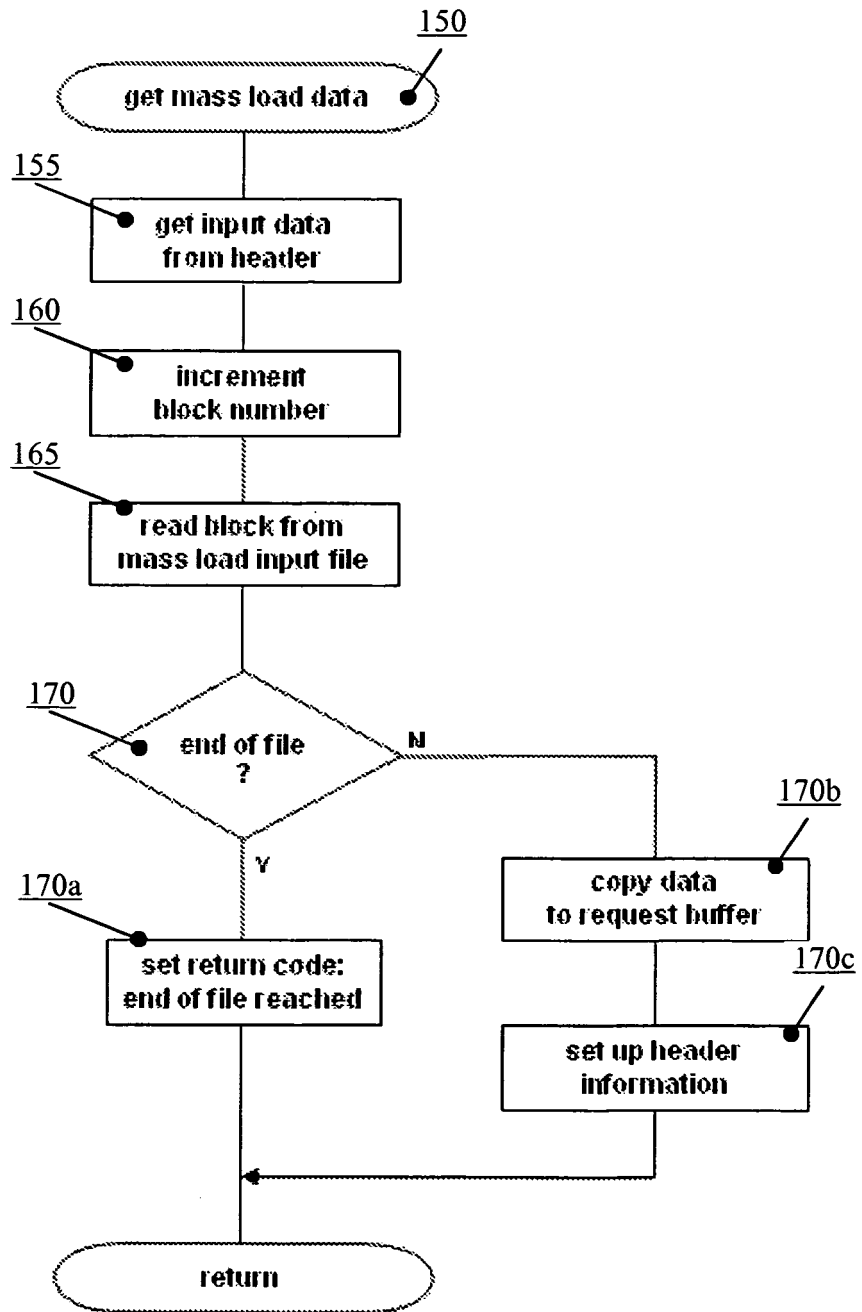 150
get mass load data
155
get input data
from header
160
increment
block number
165
read block from
mass load input file
170
end of file
?
N
Y
170b
copy data
to request buffer
170a
set return code:
end of file reached
170c
set up header
information
return